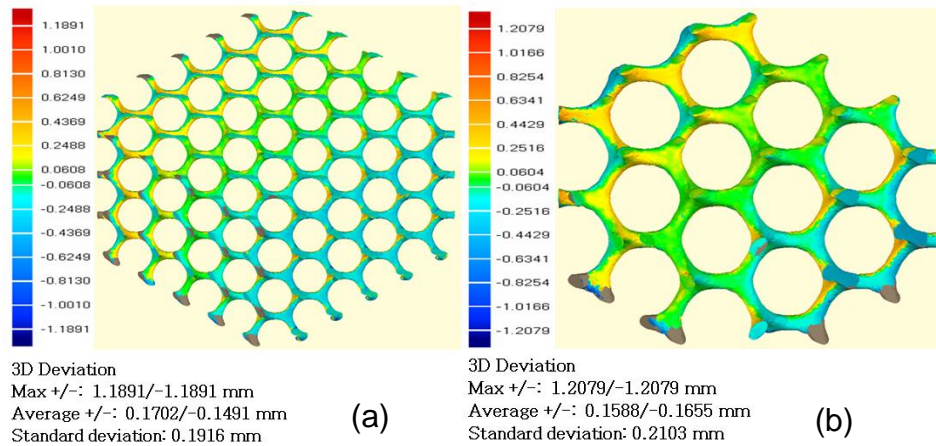 1.1891
1.0010
0.8130
0.6249
0.4369
0.2488
0.0608
-0.0608
-0.2488
-0.4369
-0.6249
-0.8130
-1.0010
-1.1891
3D Deviation
Max +/-: 1.1891/-1.1891 mm
Average +/-: 0.1702/-0.1491 mm
Standard deviation: 0.1916 mm
(a)
1.2079
1.0166
0.8254
0.6341
0.4429
0.2516
0.0604
-0.0604
-0.2516
-0.4429
-0.6341
-0.8254
-1.0166
-1.2079
3D Deviation
Max +/-: 1.2079/-1.2079 mm
Average +/-: 0.1588/-0.1655 mm
Standard deviation: 0.2103 mm
(b)